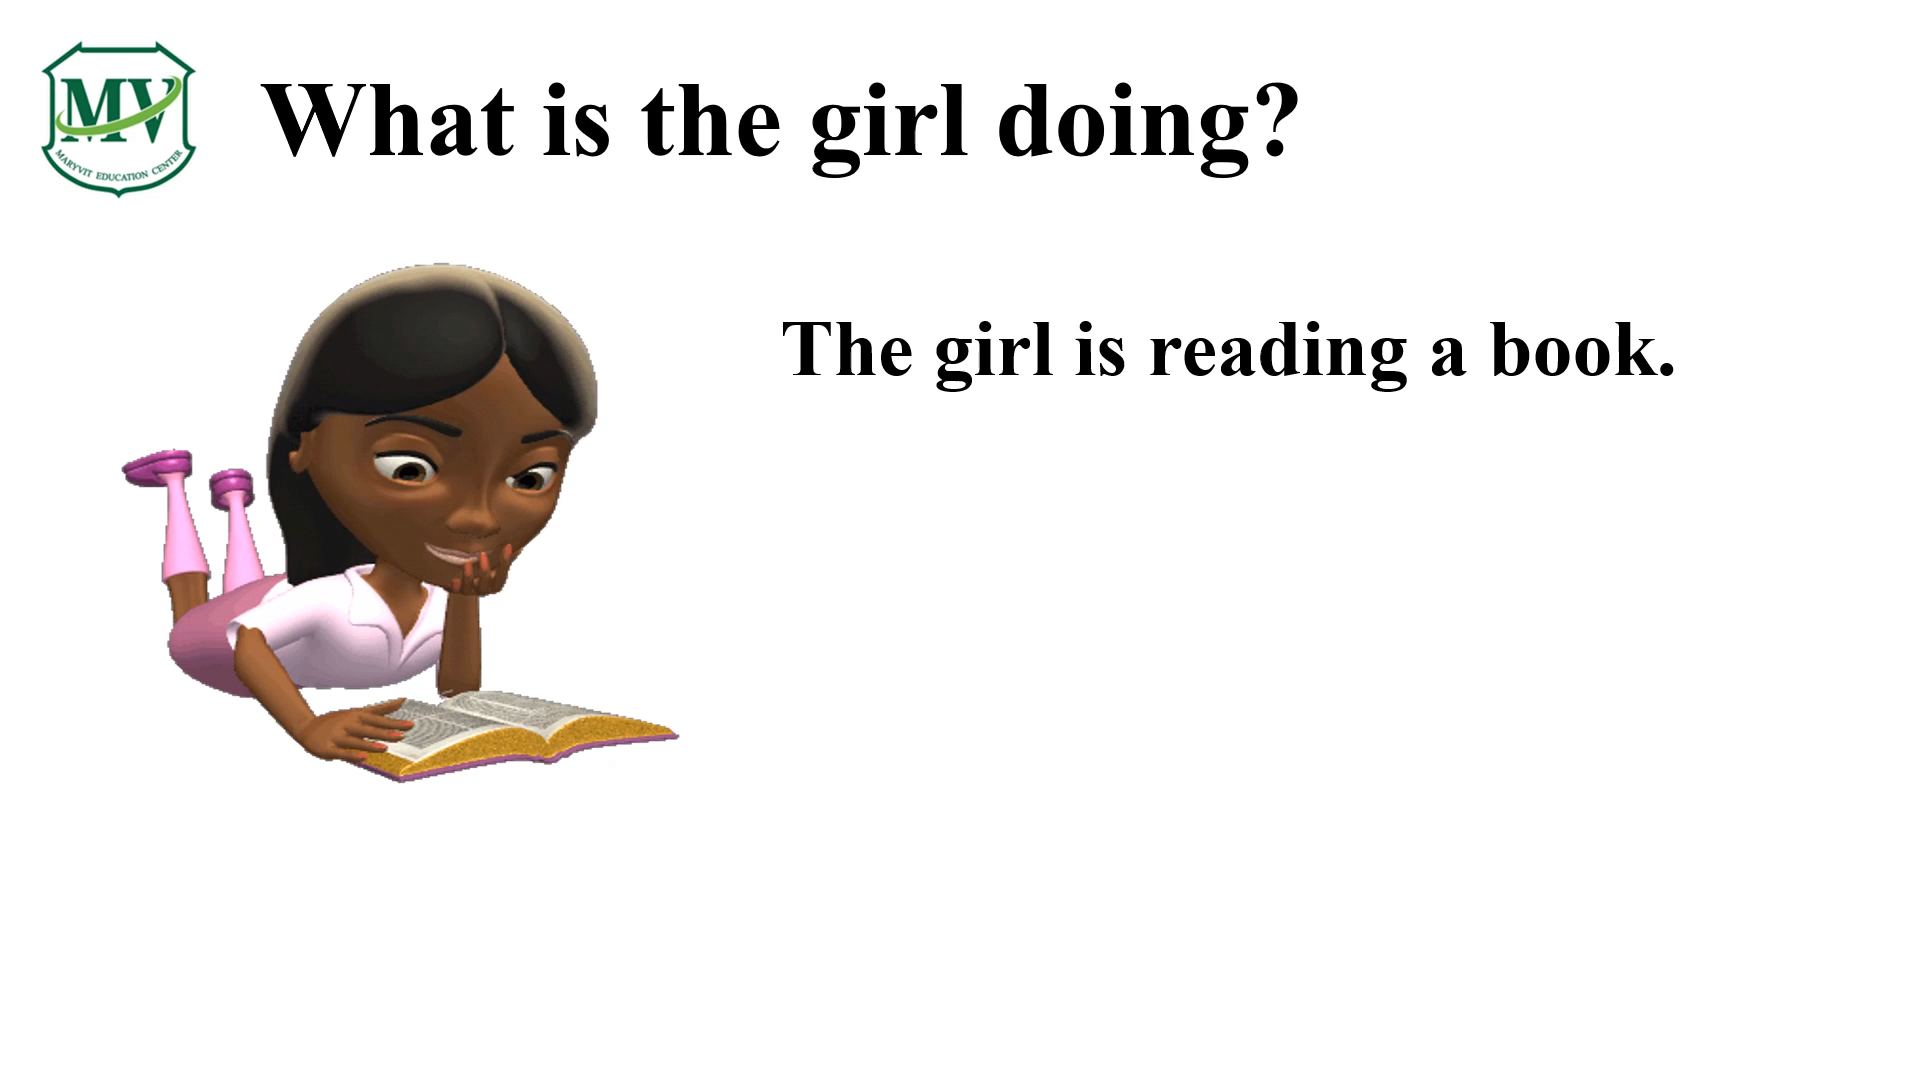 MV
MARYVIT EDUCATION CENTER
What is the girl doing?
The girl is reading a book.